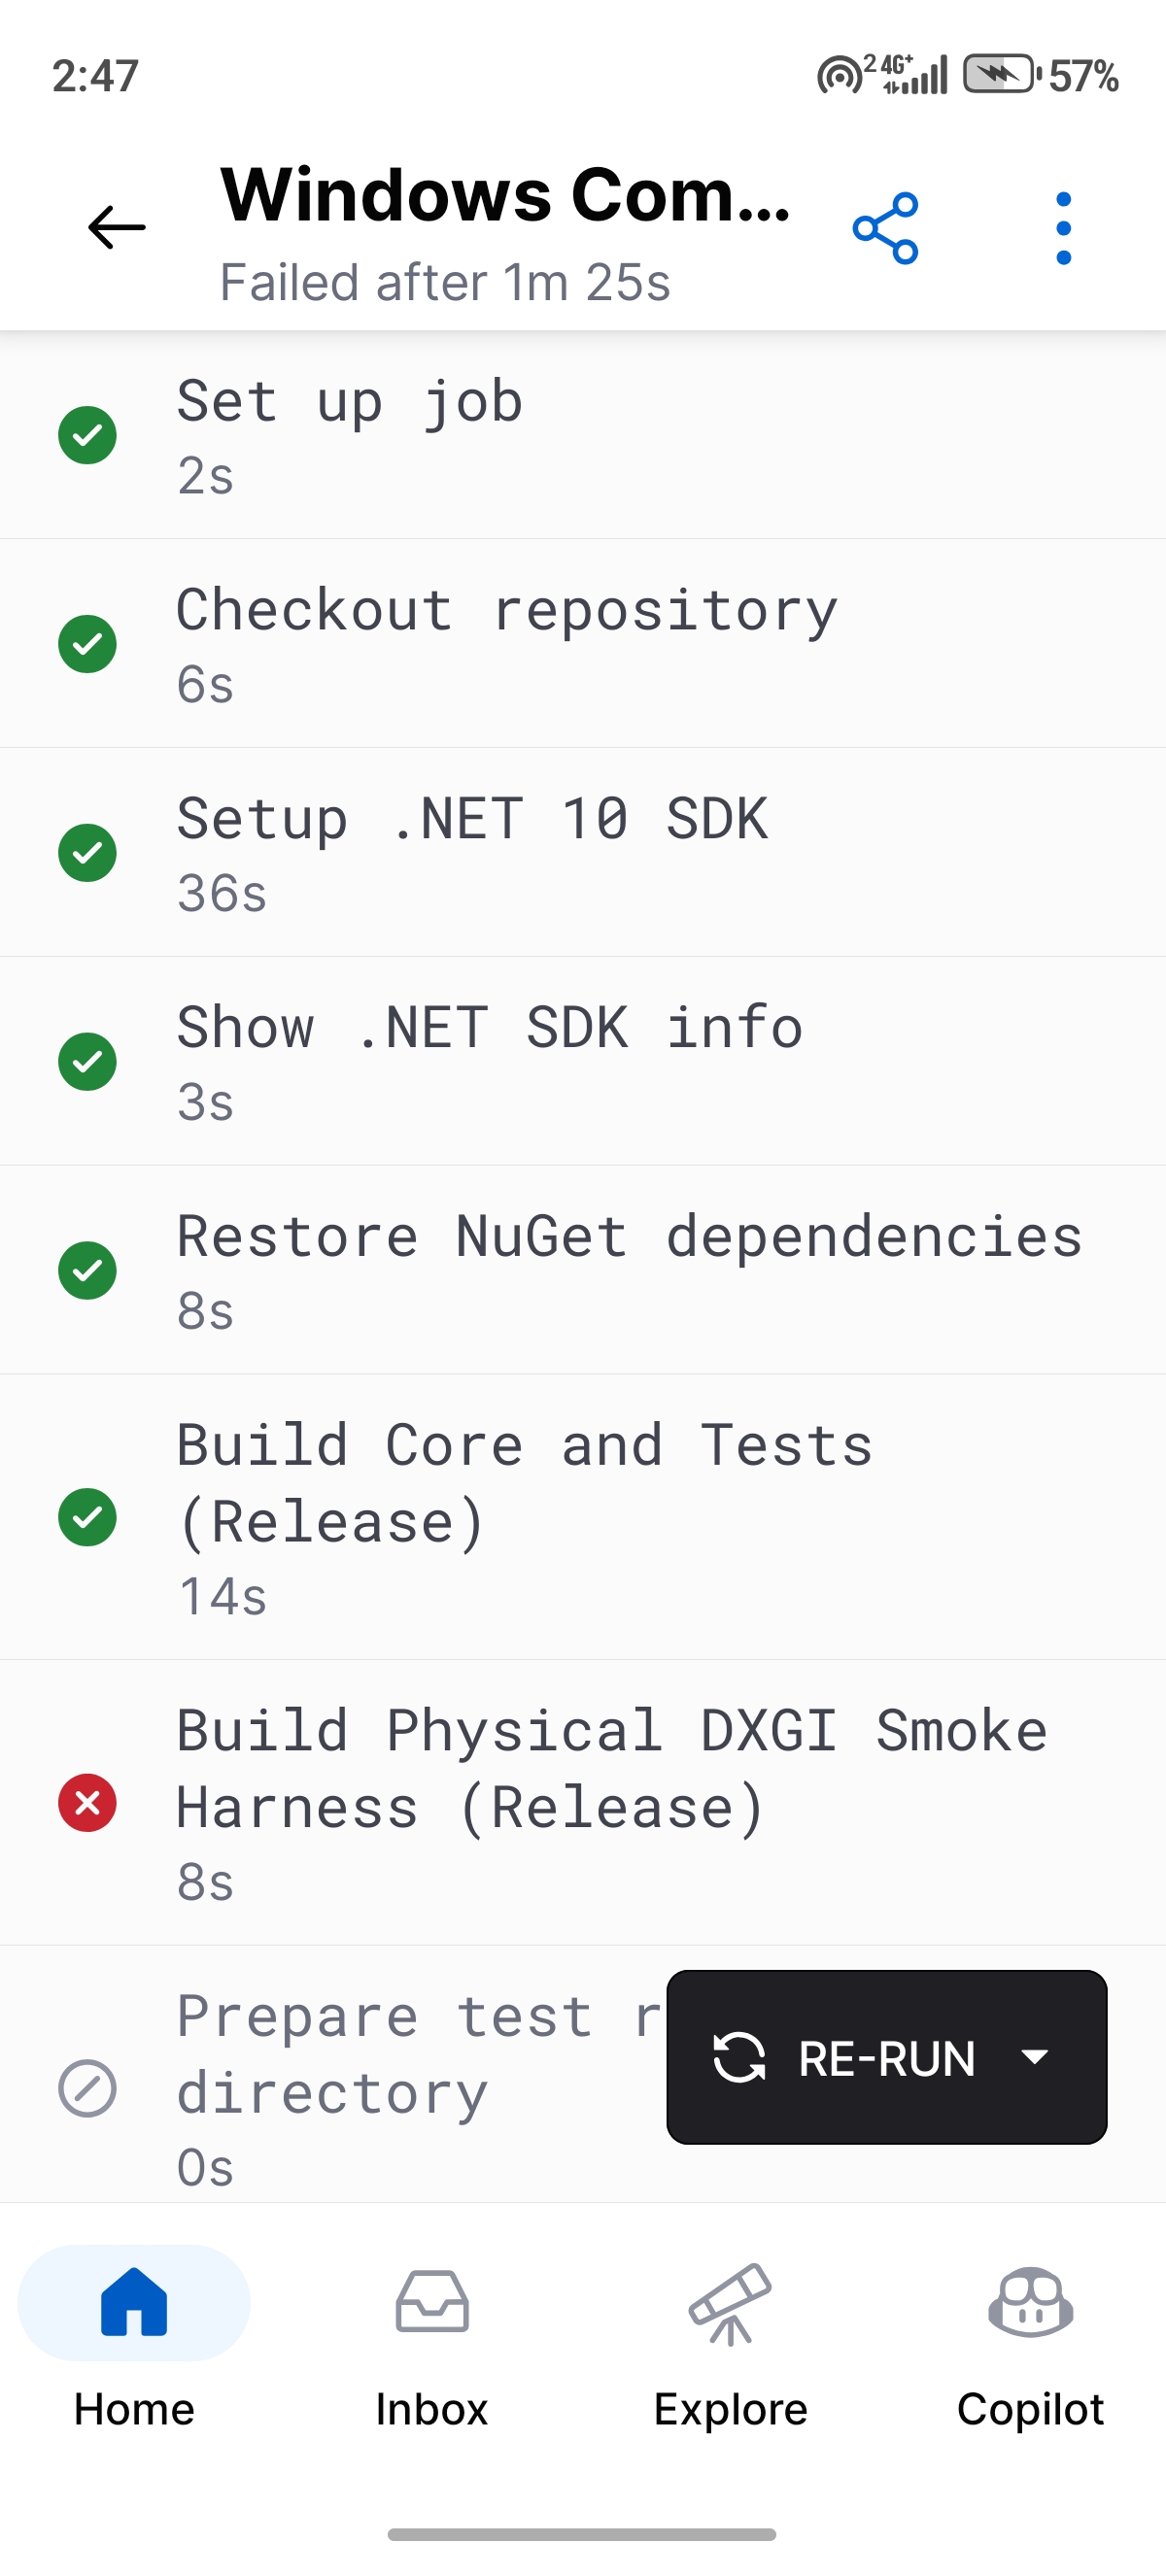 2:47
2 4G+ 57%
Windows Com...
Failed after 1m 25s
Set up job
2s
Checkout repository
6s
Setup .NET 10 SDK
36s
Show .NET SDK info
3s
Restore NuGet dependencies
8s
Build Core and Tests
(Release)
14s
Build Physical DXGI Smoke
Harness (Release)
8s
Prepare test r
directory
0s
RE-RUN
Home Inbox Explore Copilot